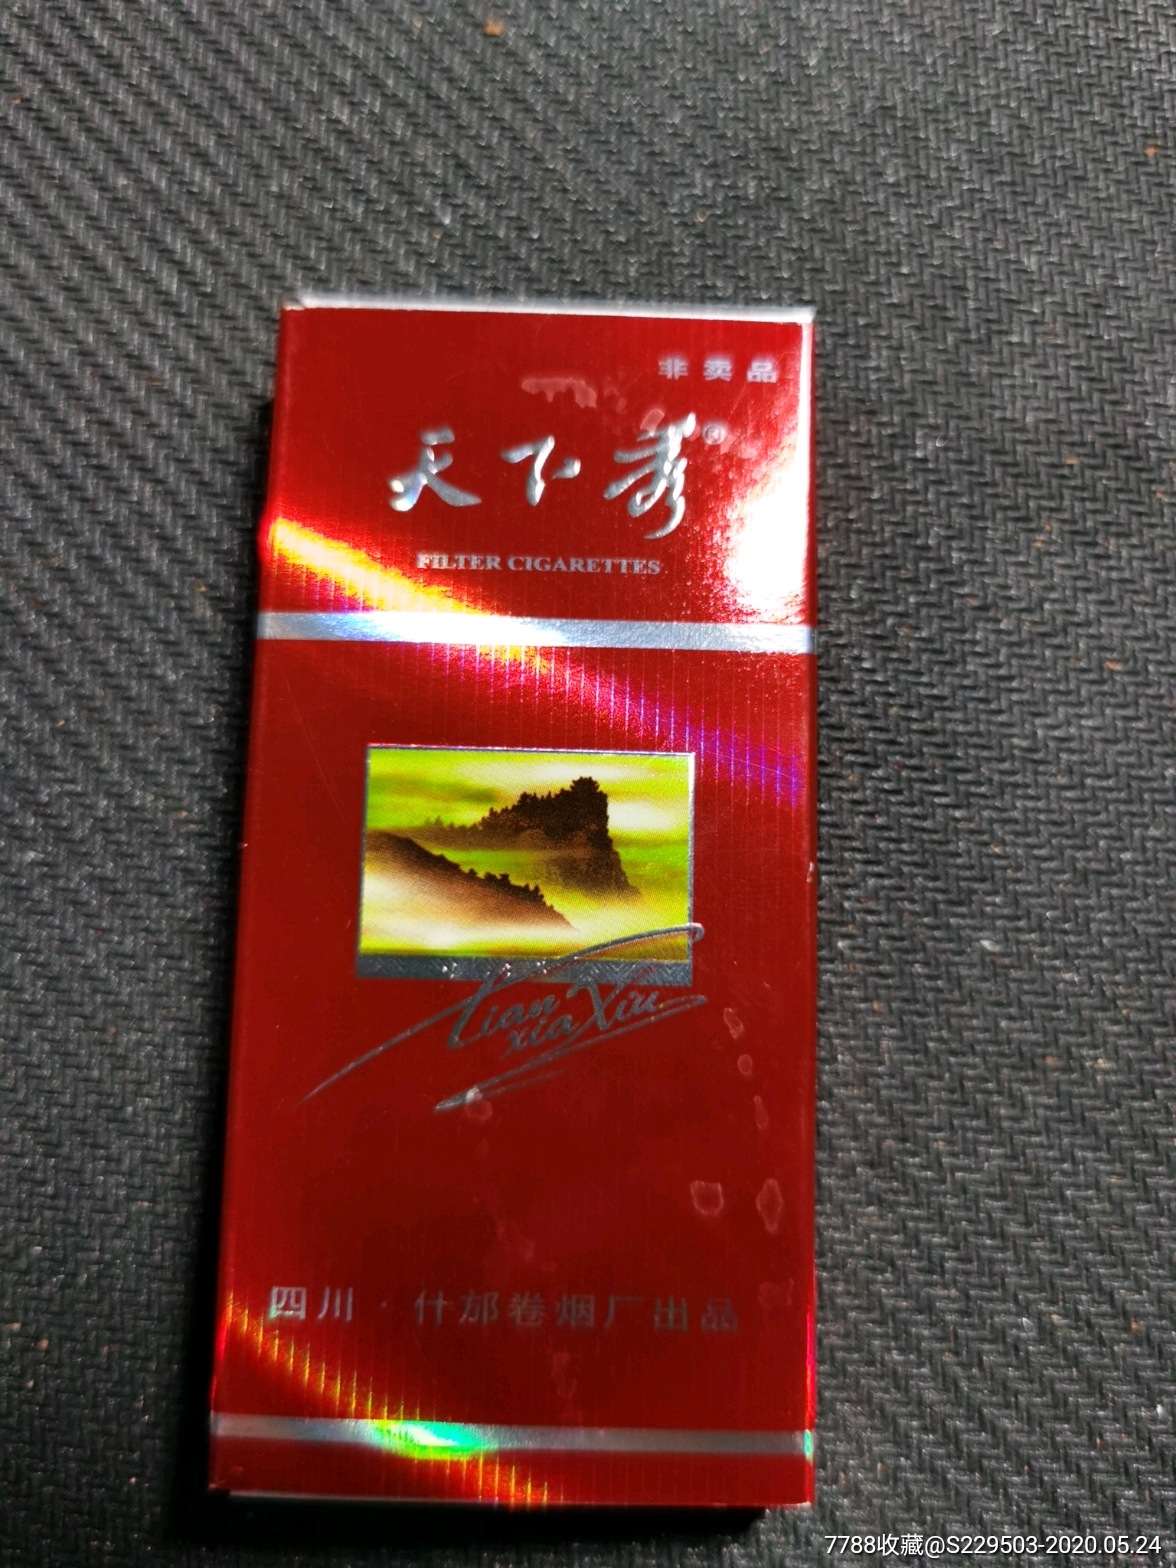 非卖品
天下秀®
FILTER CIGARETTES
Tian xia Xiu
四川·什邡卷烟厂出品
7788收藏@S229503-2020.05.24